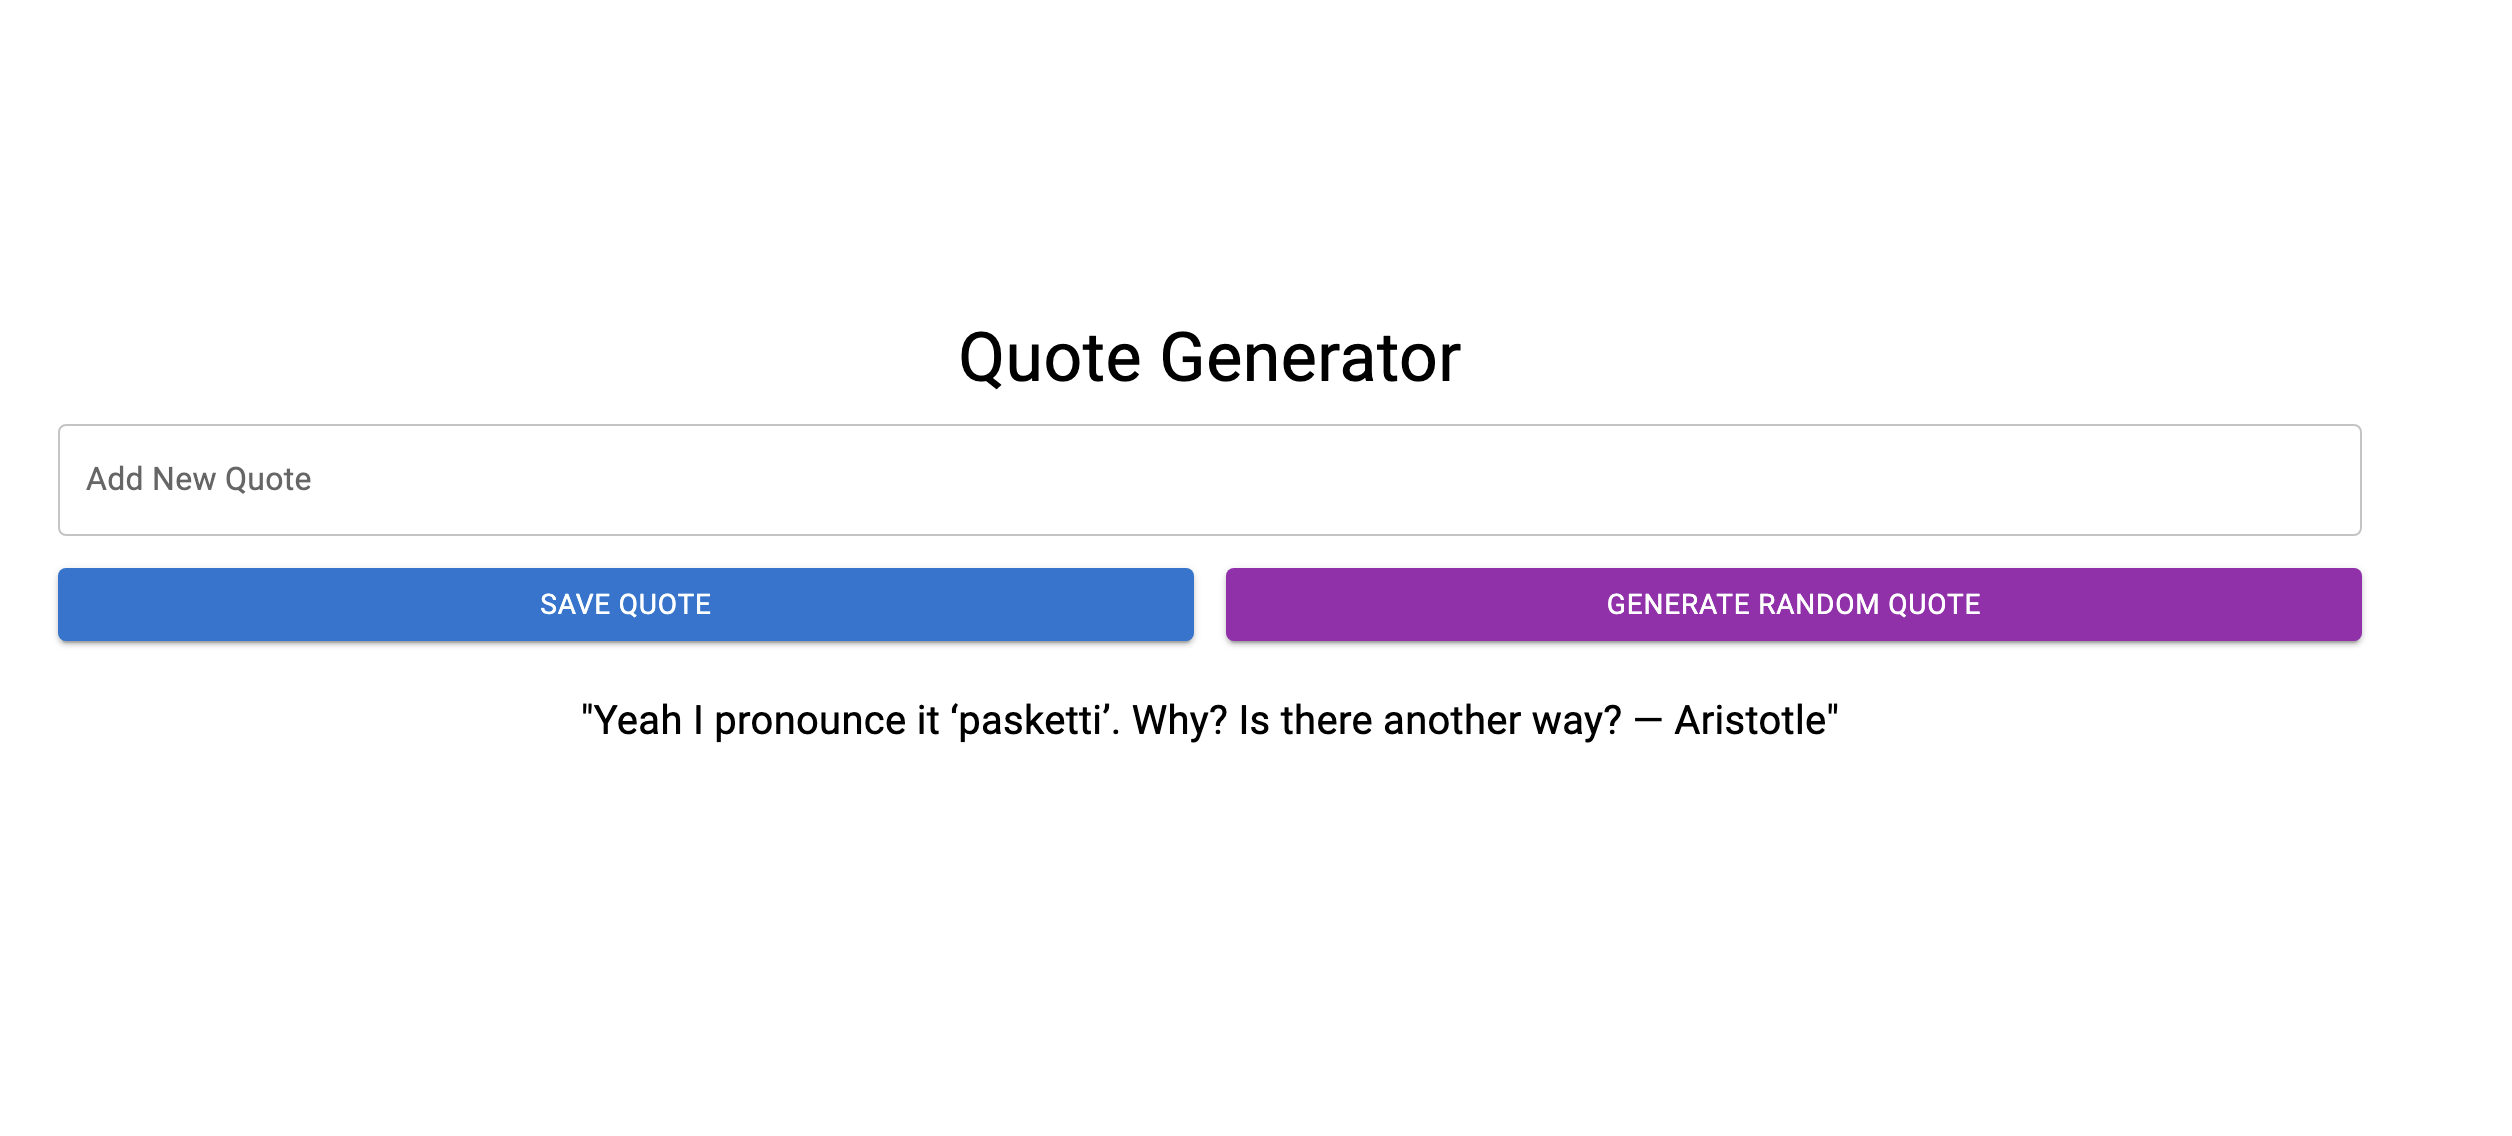 Quote Generator
Add New Quote
SAVE QUOTE
GENERATE RANDOM QUOTE
"Yeah I pronounce it ‘pasketti’. Why? Is there another way? — Aristotle"